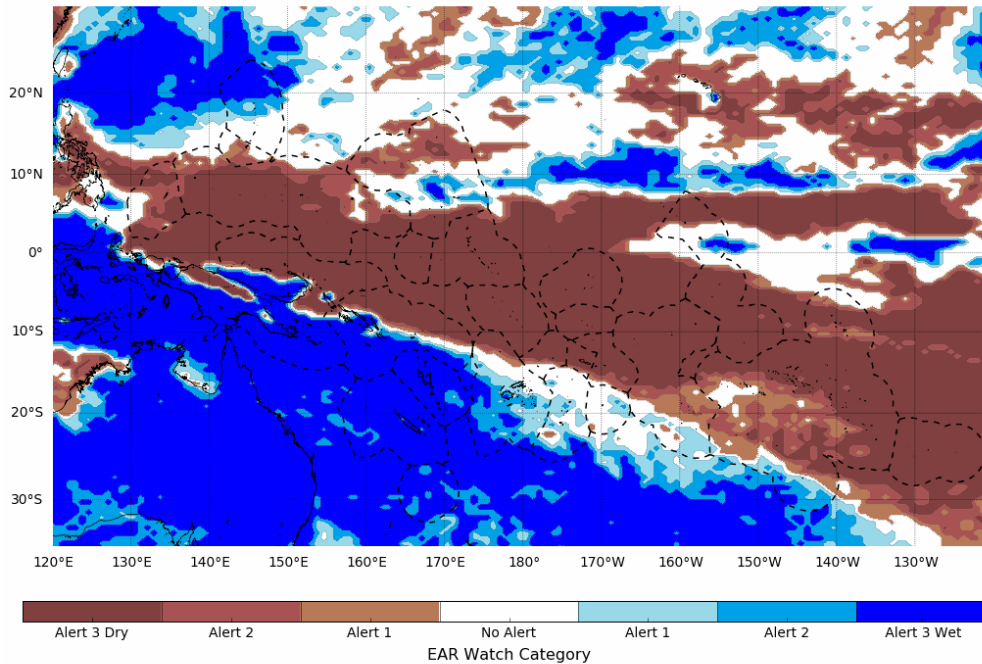 20°N
10°N
0°
10°S
20°S
30°S
120°E 130°E 140°E 150°E 160°E 170°E 180° 170°W 160°W 150°W 140°W 130°W
Alert 3 Dry Alert 2 Alert 1 No Alert Alert 1 Alert 2 Alert 3 Wet
EAR Watch Category